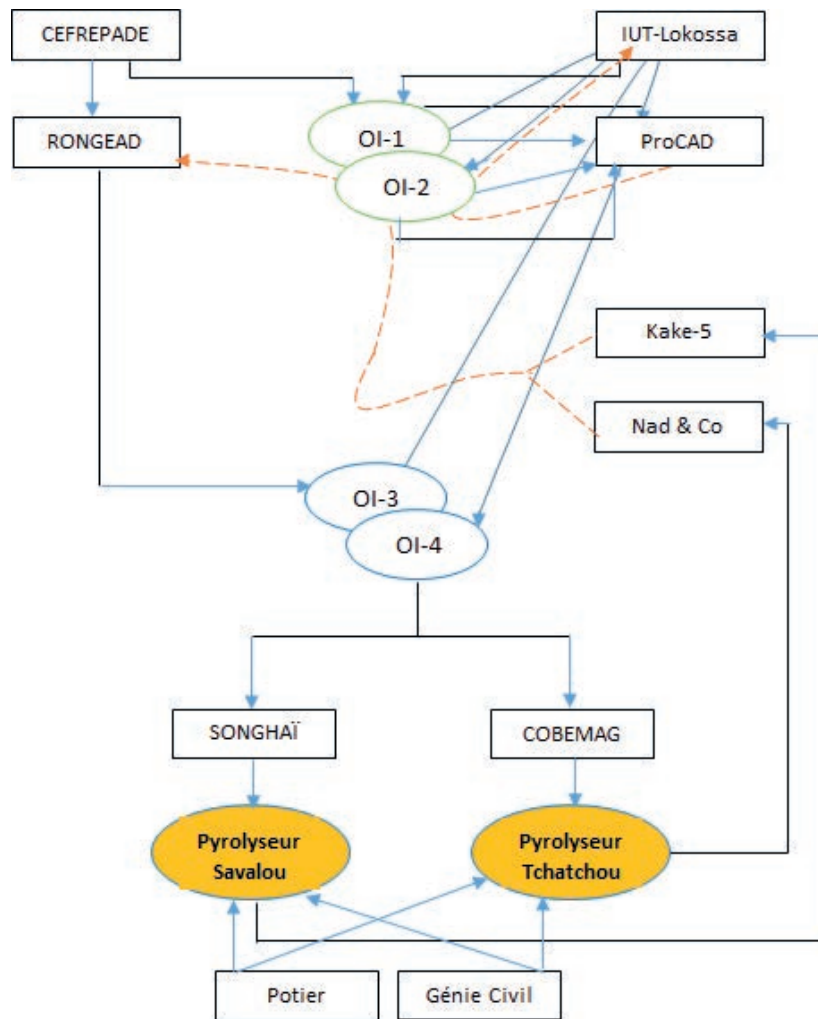 CEFREPADE
IUT-Lokossa
RONGEAD
OI-1
ProCAD
OI-2
Kake-5
Nad & Co
OI-3
OI-4
SONGHAÏ
COBEMAG
Pyrolyseur
Savalou
Pyrolyseur
Tchatchou
Potier
Génie Civil